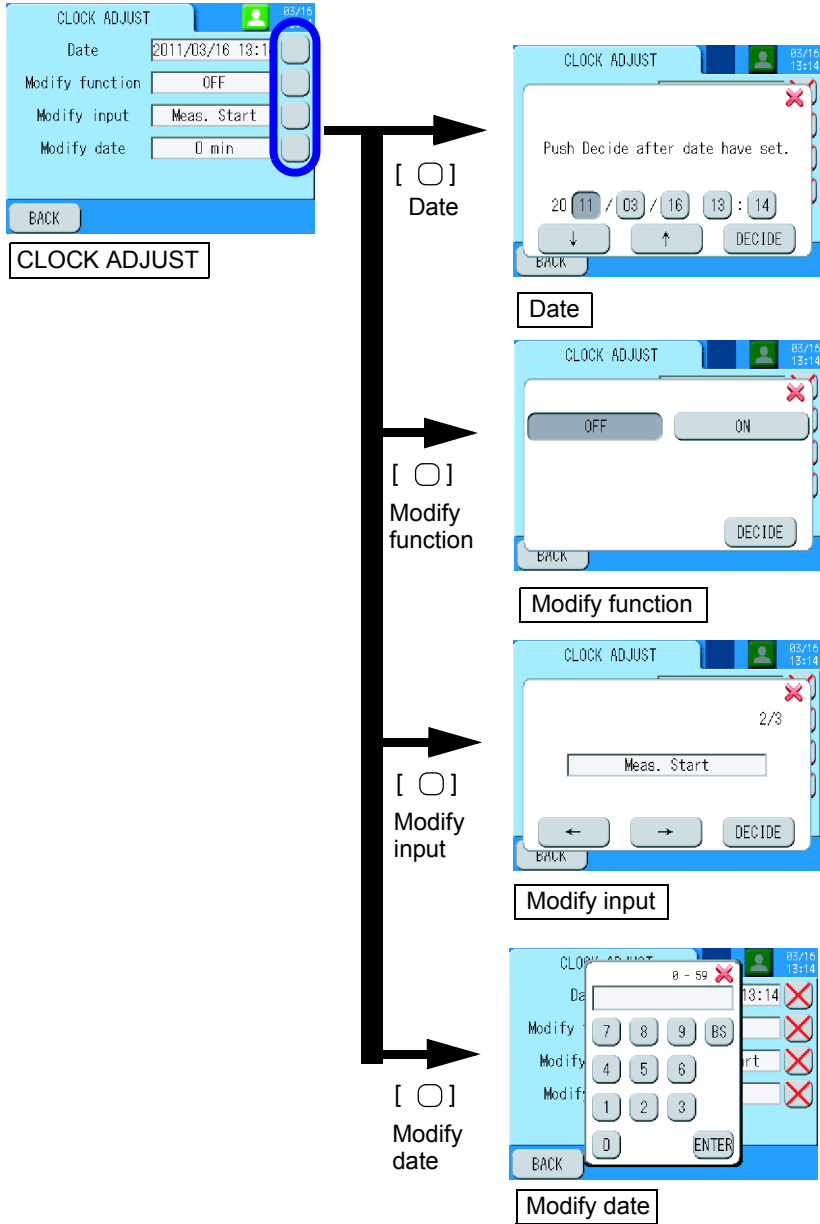 CLOCK ADJUST 03/16
Date 2011/03/16 13:1
Modify function OFF
Modify input Meas. Start
Modify date 0 min
BACK
CLOCK ADJUST
[ ◯ ]
Date
CLOCK ADJUST 03/16
13:14
Push Decide after date have set.
20 11 / 03 / 16 13 : 14
↓ ↑ DECIDE
BACK
Date
[ ◯ ]
Modify
function
CLOCK ADJUST 03/16
13:14
OFF ON
DECIDE
BACK
Modify function
[ ◯ ]
Modify
input
CLOCK ADJUST 03/16
13:14
2/3
Meas. Start
← → DECIDE
BACK
Modify input
[ ◯ ]
Modify
date
03/16
13:14
0 - 59
Da 13:14
Modify 7 8 9 BS
Modify 4 5 6 rt
Modify 1 2 3
0 ENTER
BACK
Modify date